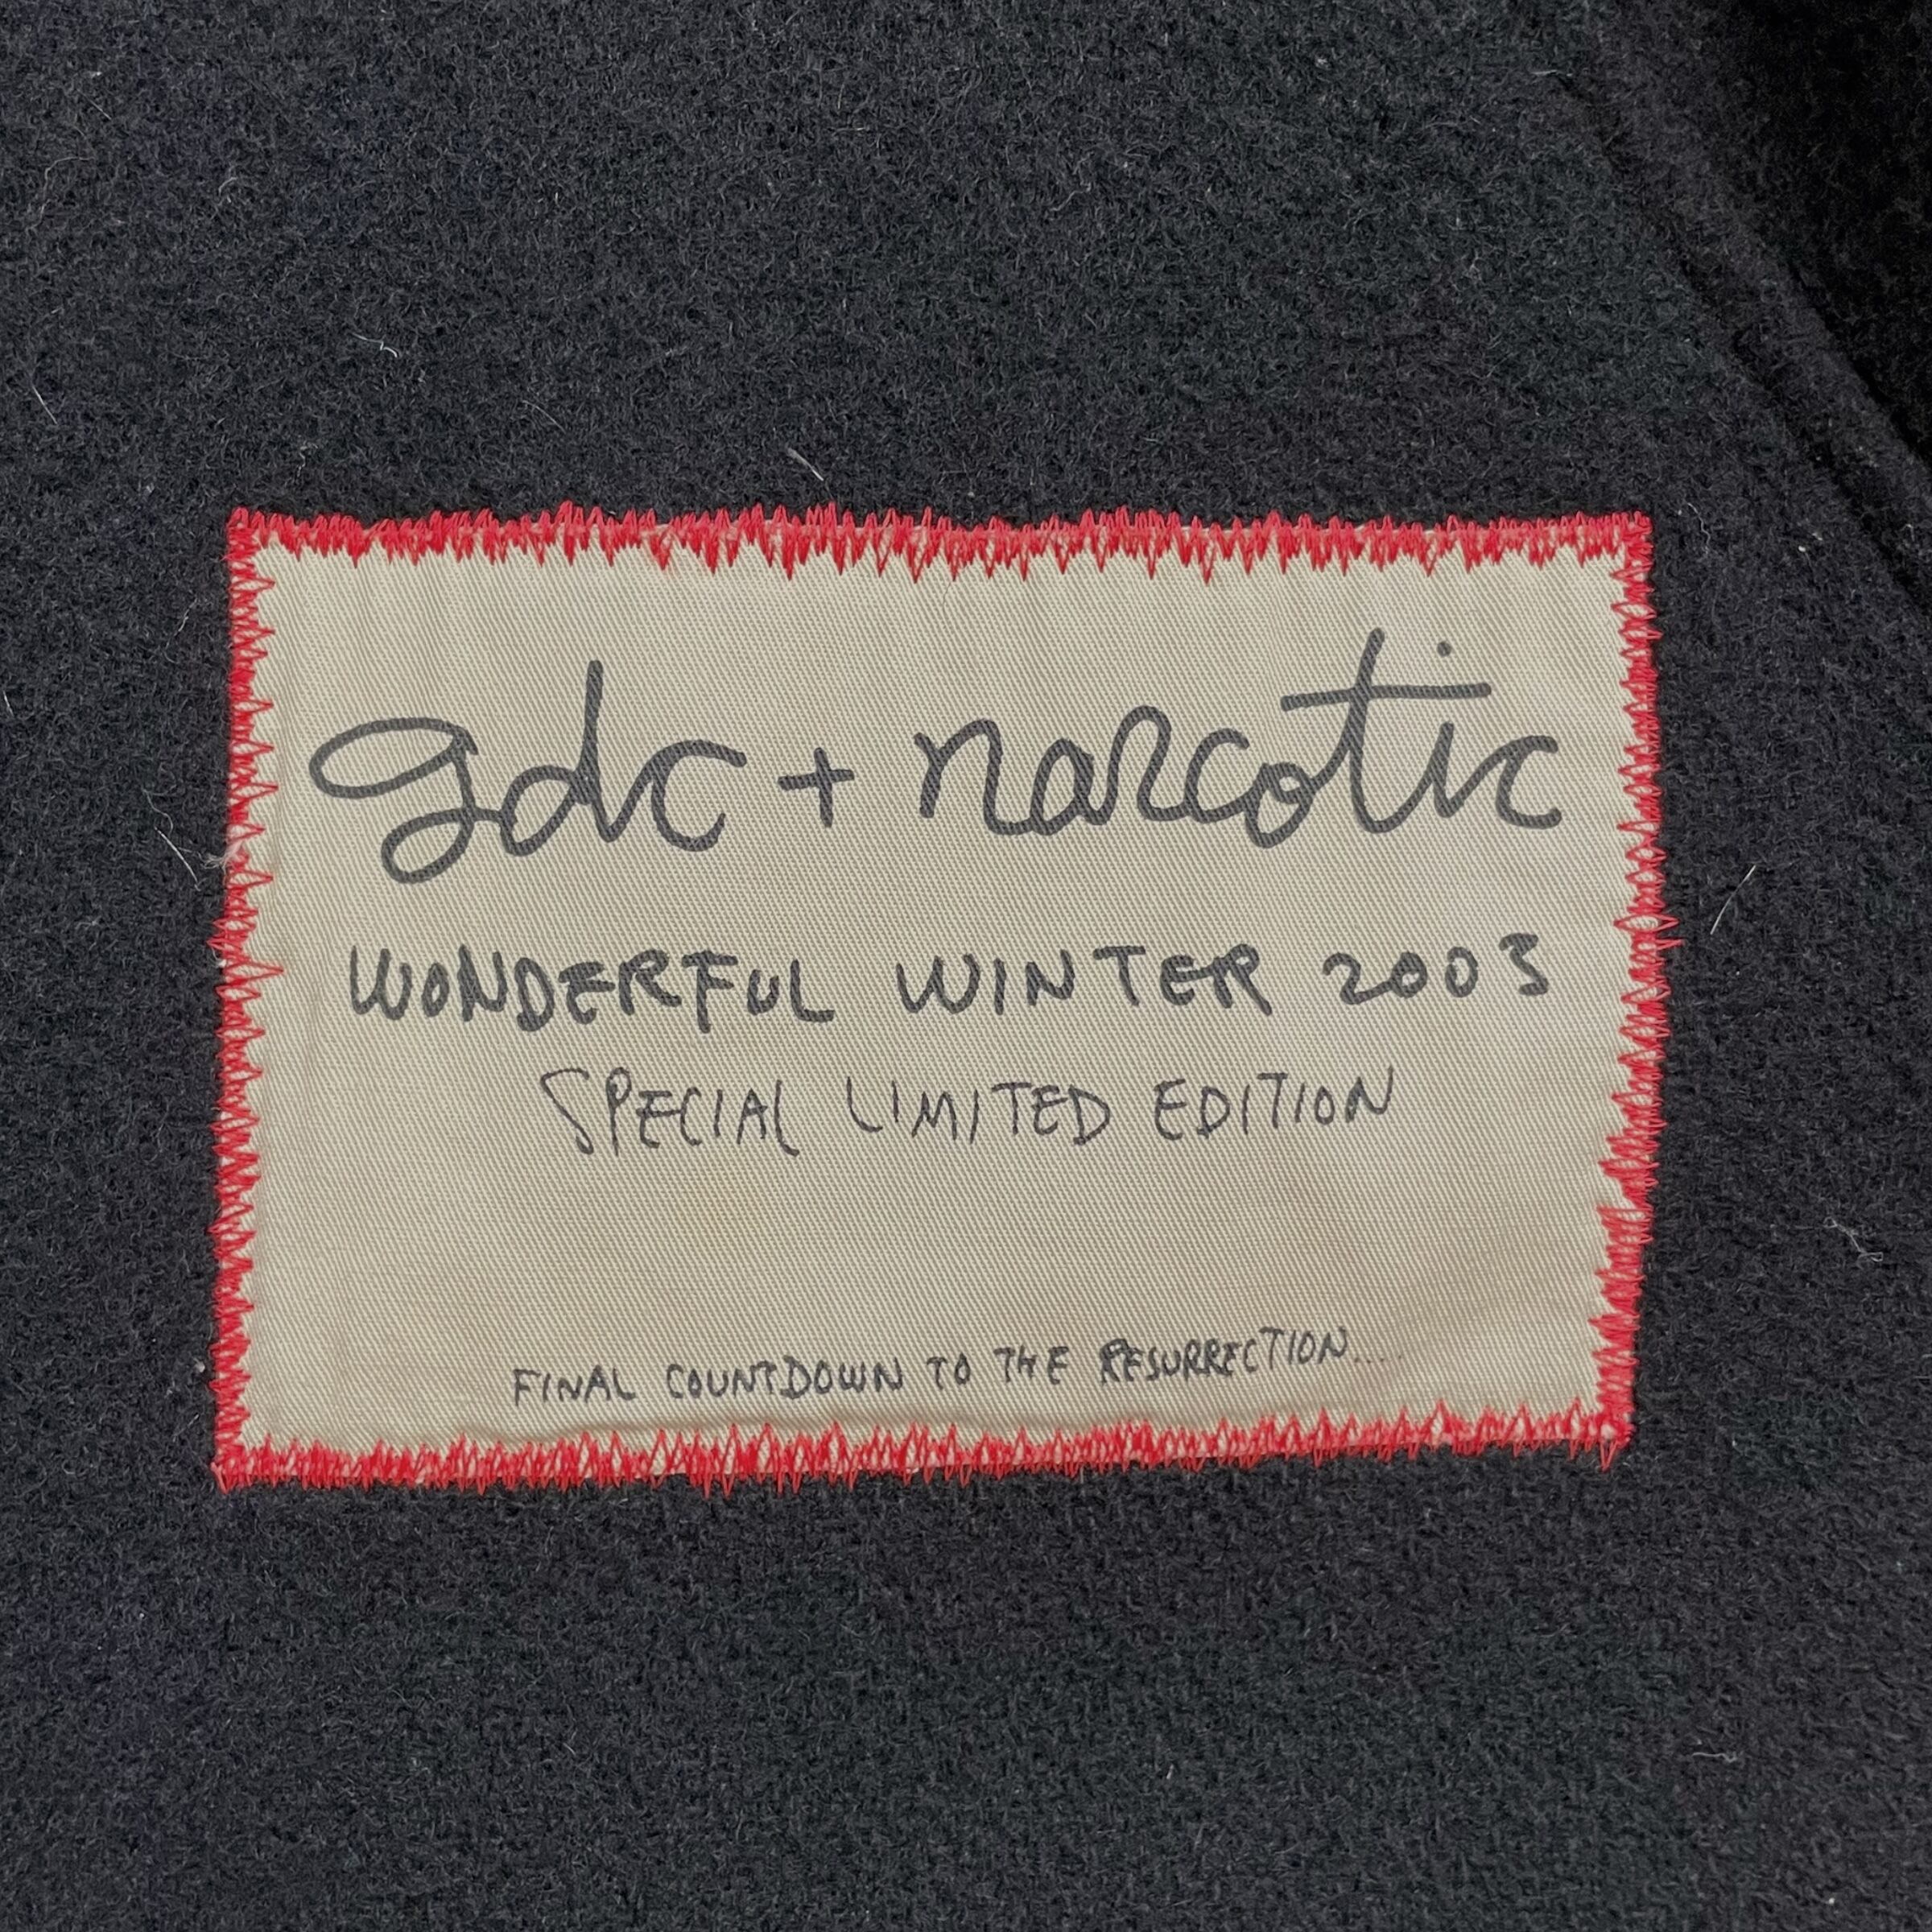 gdc + narcotic
WONDERFUL WINTER 2003
SPECIAL LIMITED EDITION
FINAL COUNTDOWN TO THE RESURRECTION.....